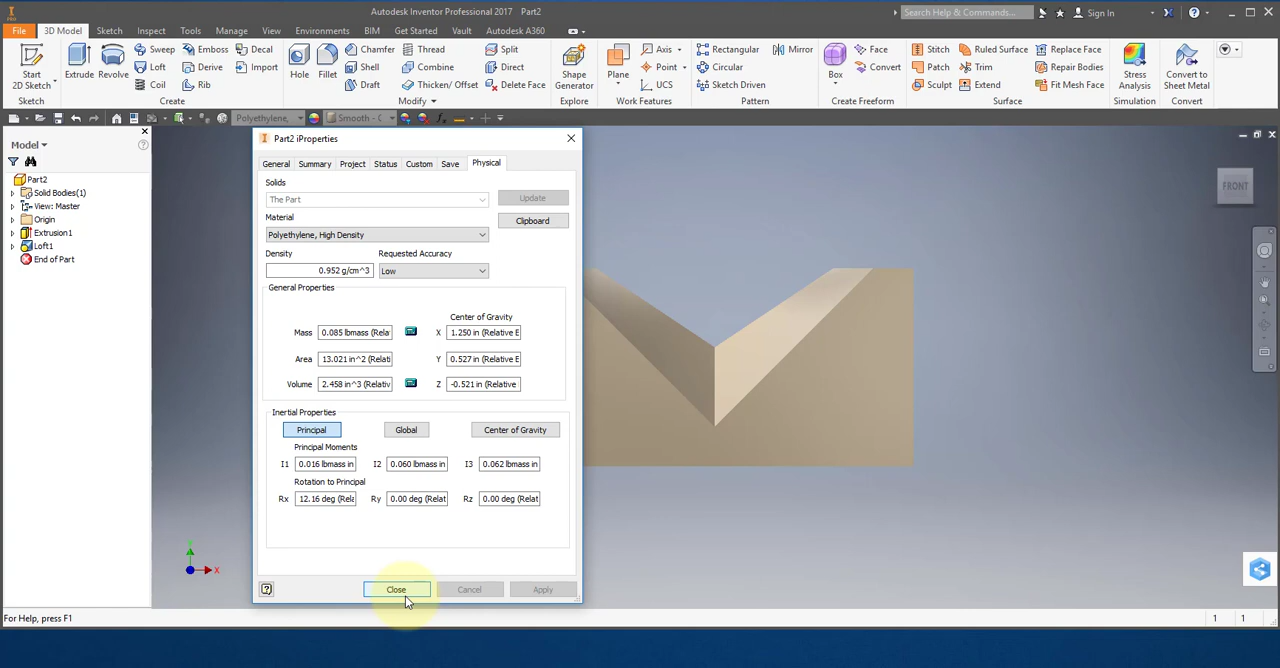 Autodesk Inventor Professional 2017 Part2
Search Help & Commands...
Sign In
PRO
File 3D Model Sketch Inspect Tools Manage View Environments BIM Get Started Vault Autodesk A360
Start
2D Sketch
Sketch
Extrude Revolve
Sweep
Loft
Coil
Emboss
Derive
Rib
Decal
Import
Create
Hole Fillet
Chamfer
Shell
Draft
Thread
Combine
Thicken/ Offset
Split
Direct
Delete Face
Modify
Shape
Generator
Explore
Plane
Axis
Point
UCS
Work Features
Rectangular
Circular
Sketch Driven
Mirror
Pattern
Box
Face
Convert
Create Freeform
Stitch
Patch
Sculpt
Ruled Surface
Trim
Extend
Replace Face
Repair Bodies
Fit Mesh Face
Surface
Stress
Analysis
Simulation
Convert to
Sheet Metal
Convert
Polyethylene,
Smooth - C
Model
Part2
Solid Bodies(1)
View: Master
Origin
Extrusion1
Loft1
End of Part
Part2 iProperties
General Summary Project Status Custom Save Physical
Solids
The Part
Update
Material
Clipboard
Polyethylene, High Density
Density
Requested Accuracy
0.952 g/cm^3
Low
General Properties
Center of Gravity
Mass 0.085 lbmass (Rela
X 1.250 in (Relative E
Area 13.021 in^2 (Relati
Y 0.527 in (Relative E
Volume 2.458 in^3 (Relativ
Z -0.521 in (Relative
Inertial Properties
Principal Global Center of Gravity
Principal Moments
I1 0.016 lbmass in I2 0.060 lbmass in I3 0.062 lbmass in
Rotation to Principal
Rx 12.16 deg (Rela Ry 0.00 deg (Relat Rz 0.00 deg (Relat
Close Cancel Apply
FRONT
Y
X
For Help, press F1
1 1